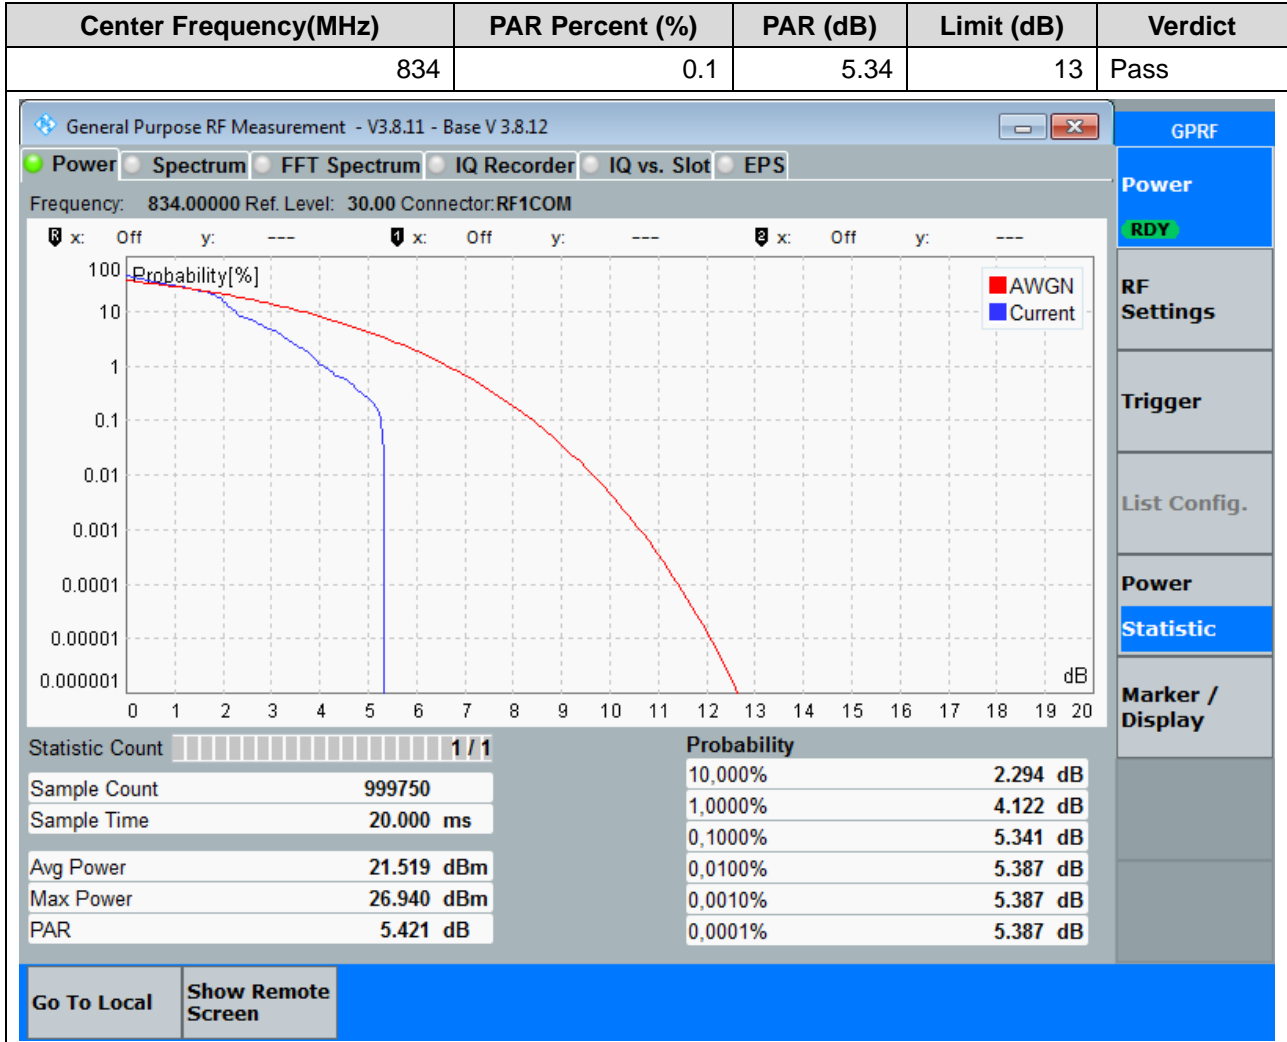 Center Frequency(MHz) PAR Percent (%) PAR (dB) Limit (dB) Verdict
834 0.1 5.34 13 Pass
General Purpose RF Measurement - V3.8.11 - Base V 3.8.12
GPRF
Power Spectrum FFT Spectrum IQ Recorder IQ vs. Slot EPS
Frequency: 834.00000 Ref. Level: 30.00 Connector: RF1COM
R x: Off y: --- 1 x: Off y: --- 2 x: Off y: ---
Probability[%]
AWGN
Current
100
10
1
0.1
0.01
0.001
0.0001
0.00001
0.000001
dB
0 1 2 3 4 5 6 7 8 9 10 11 12 13 14 15 16 17 18 19 20
Statistic Count 1 / 1
Sample Count 999750
Sample Time 20.000 ms
Avg Power 21.519 dBm
Max Power 26.940 dBm
PAR 5.421 dB
Probability
10,000% 2.294 dB
1,0000% 4.122 dB
0,1000% 5.341 dB
0,0100% 5.387 dB
0,0010% 5.387 dB
0,0001% 5.387 dB
Power
RDY
RF
Settings
Trigger
List Config.
Power
Statistic
Marker /
Display
Go To Local
Show Remote
Screen